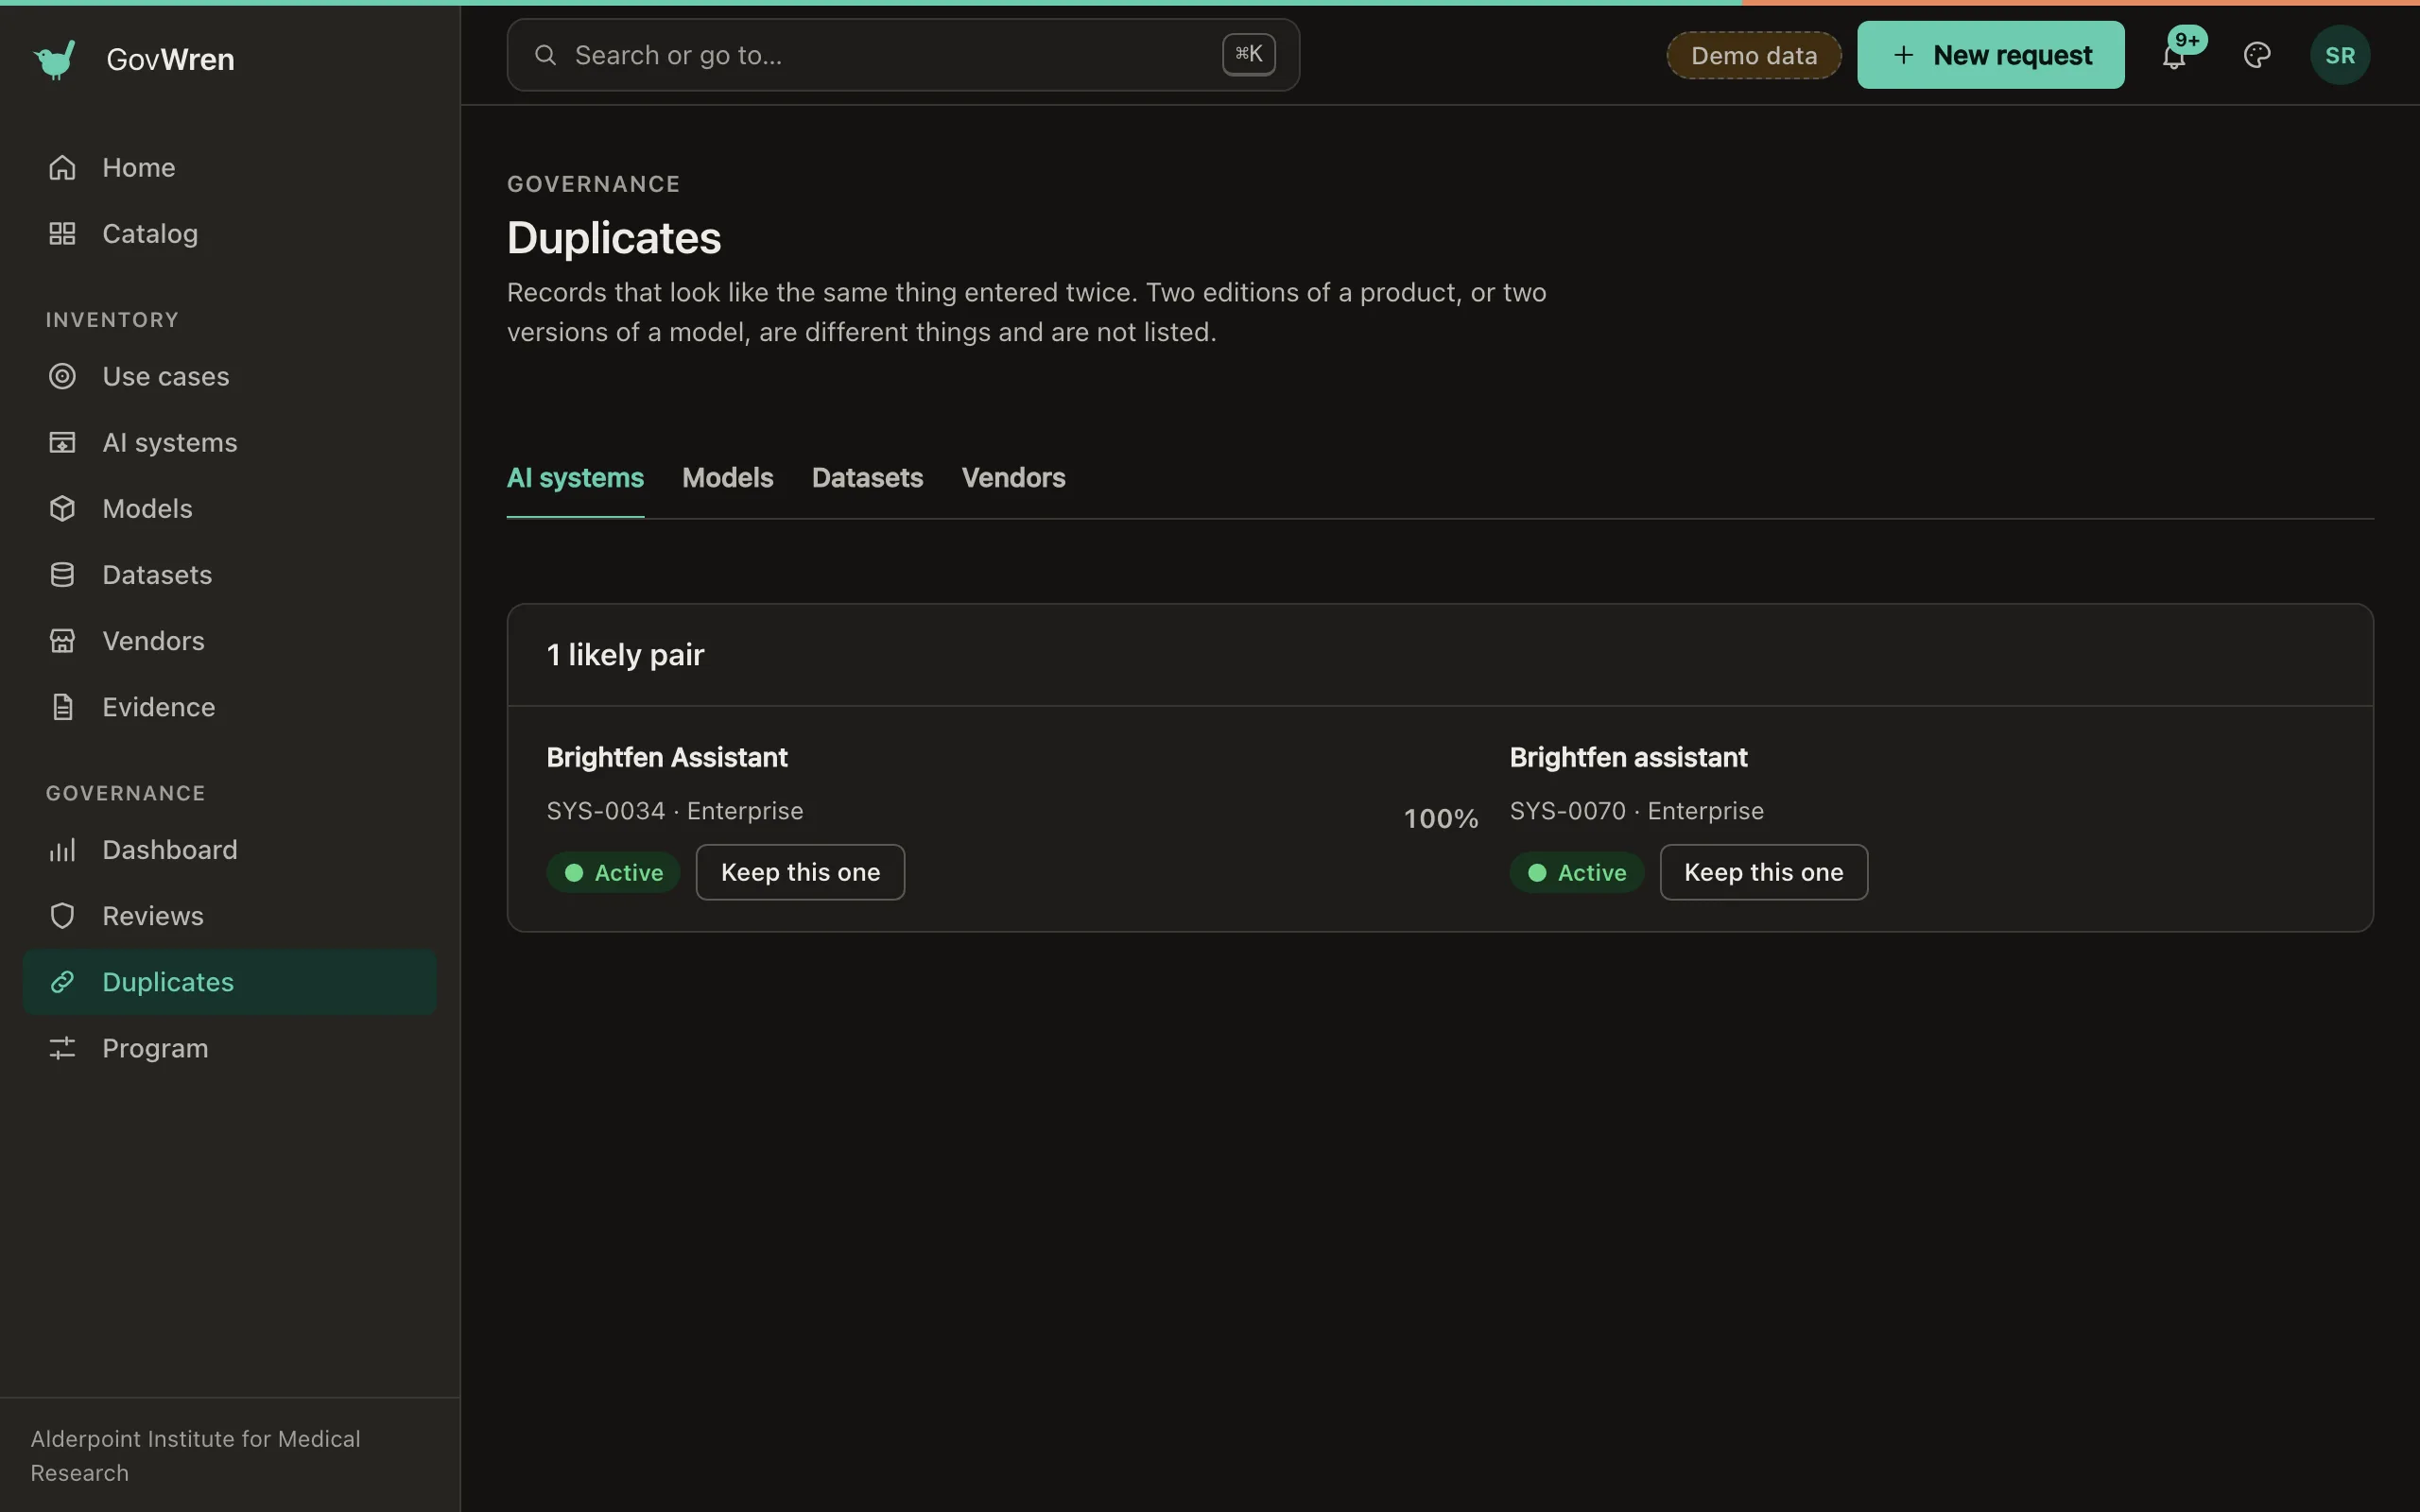 GovWren
Search or go to...
⌘K
Demo data
+ New request
9+
SR
Home
Catalog
INVENTORY
Use cases
AI systems
Models
Datasets
Vendors
Evidence
GOVERNANCE
Dashboard
Reviews
Duplicates
Program
Alderpoint Institute for Medical
Research
GOVERNANCE
Duplicates
Records that look like the same thing entered twice. Two editions of a product, or two
versions of a model, are different things and are not listed.
AI systems Models Datasets Vendors
1 likely pair
Brightfen Assistant
SYS-0034 · Enterprise
Active Keep this one
100%
Brightfen assistant
SYS-0070 · Enterprise
Active Keep this one